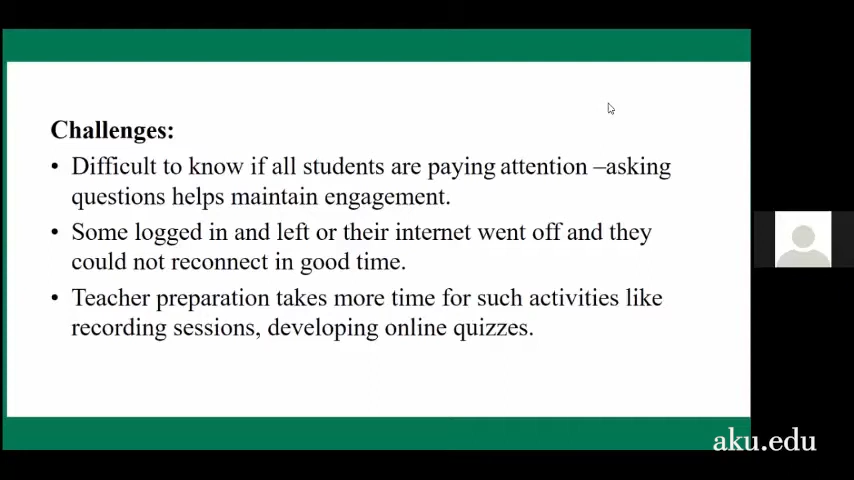 Challenges:
• Difficult to know if all students are paying attention –asking
questions helps maintain engagement.
• Some logged in and left or their internet went off and they
could not reconnect in good time.
• Teacher preparation takes more time for such activities like
recording sessions, developing online quizzes.
aku.edu